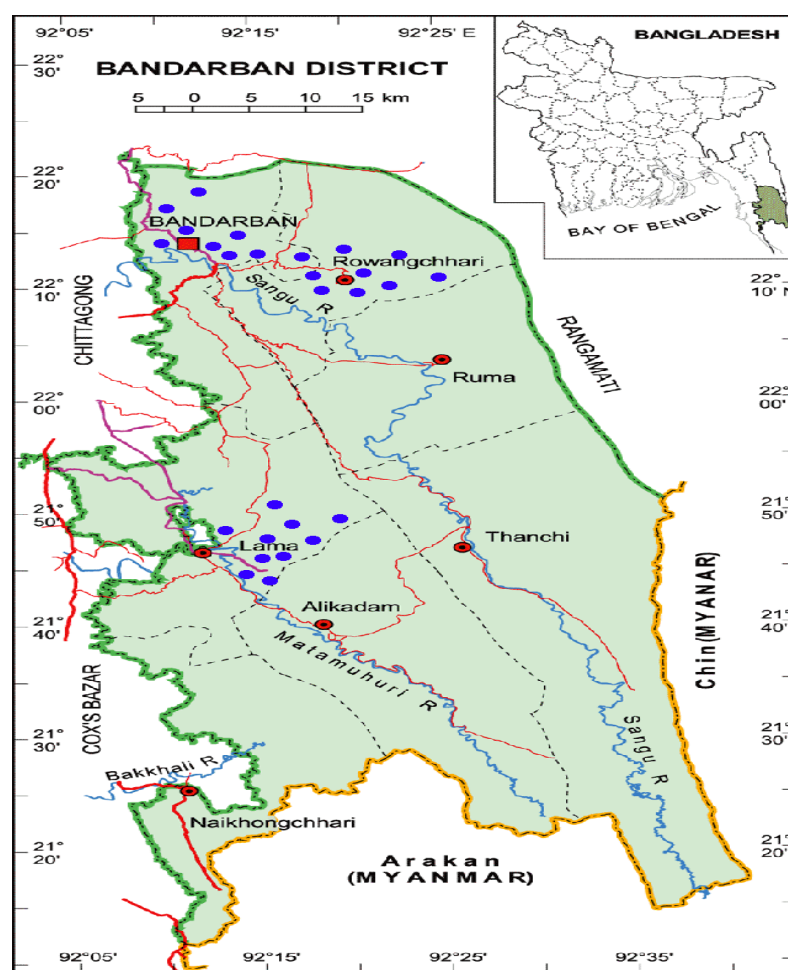 92°05' 92°15' 92°25' E
BANGLADESH
22°
30'
BANDARBAN DISTRICT
5 0 5 10 15 km
22°
20'
BANDARBAN
BAY OF BENGAL
Rowangchhari
22°
10'
22°
10' N
Sangu R
CHITTAGONG
RANGAMATI
Ruma
22°
00'
22°
00'
21°
50'
21°
50'
Lama
Thanchi
Alikadam
21°
40'
21°
40'
Chin(MYANAR)
Matamuhuri R
COX'S BAZAR
Sangu R
21°
30'
21°
30'
Bakkhali R
Naikhongchhari
21°
20'
21°
20'
Arakan
(MYANMAR)
92°05' 92°15' 92°25' 92°35'